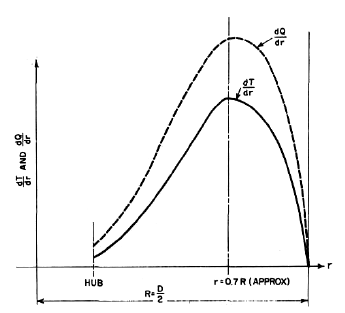 dQ/dr
dT/dr
dT/dr AND dQ/dr
r
HUB
r = 0.7 R (APPROX)
R = D/2